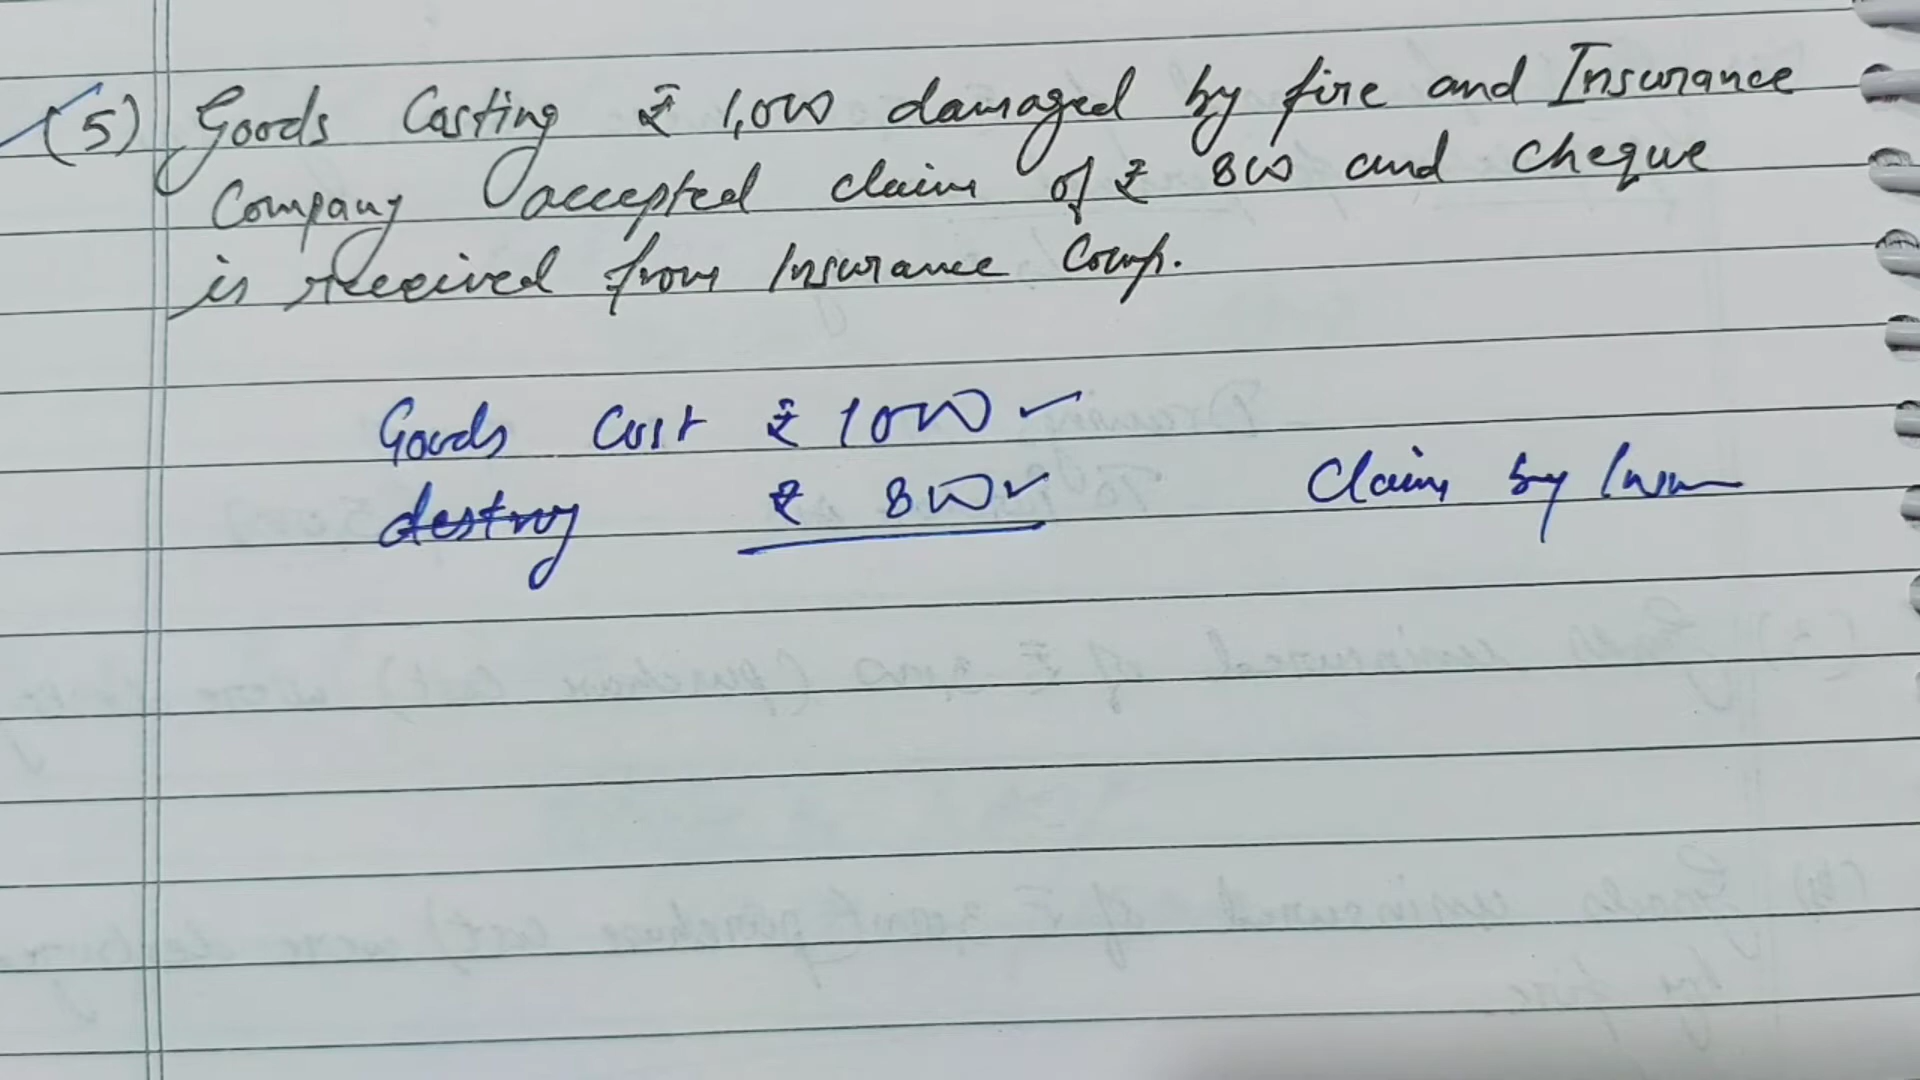 (5) Goods Costing ₹ 1,000 damaged by fire and Insurance
Company accepted claim of ₹ 800 and cheque
is received from Insurance Comp.
Goods Cost ₹ 1000 ✓
destroy ₹ 800 ✓ Claim by